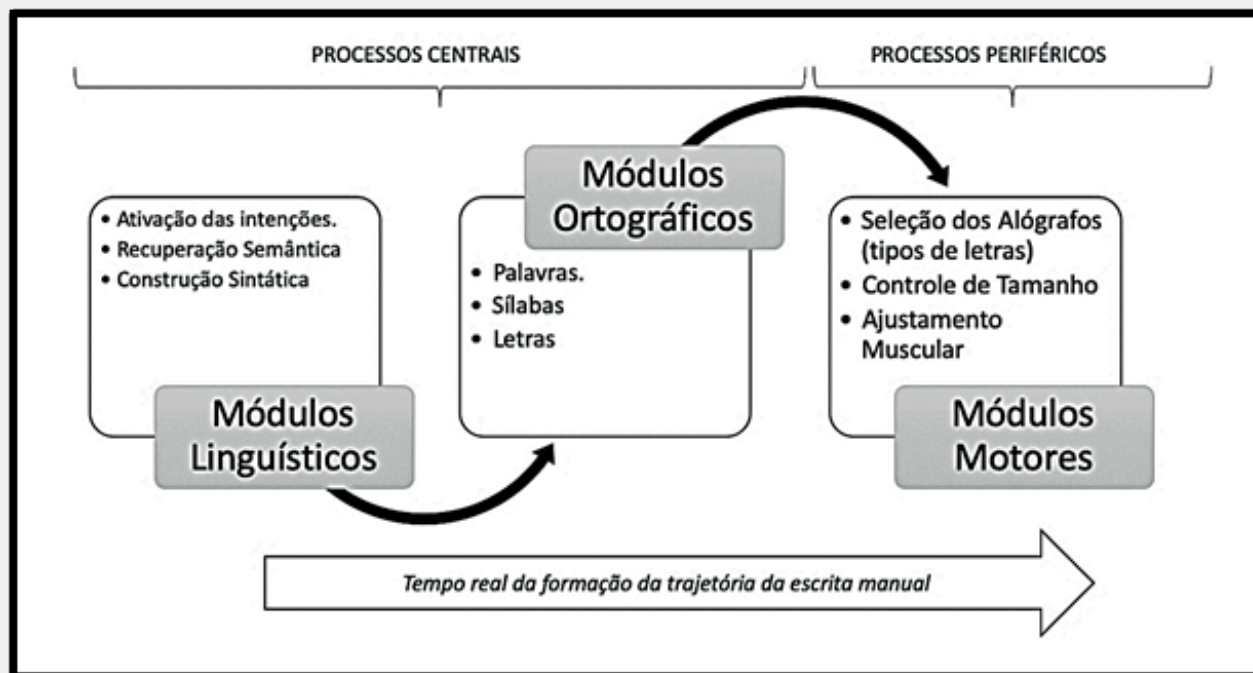 PROCESSOS CENTRAIS
PROCESSOS PERIFÉRICOS
• Ativação das intenções.
• Recuperação Semântica
• Construção Sintática
Módulos
Linguísticos
Módulos
Ortográficos
• Palavras.
• Sílabas
• Letras
• Seleção dos Alógrafos
(tipos de letras)
• Controle de Tamanho
• Ajustamento
Muscular
Módulos
Motores
Tempo real da formação da trajetória da escrita manual